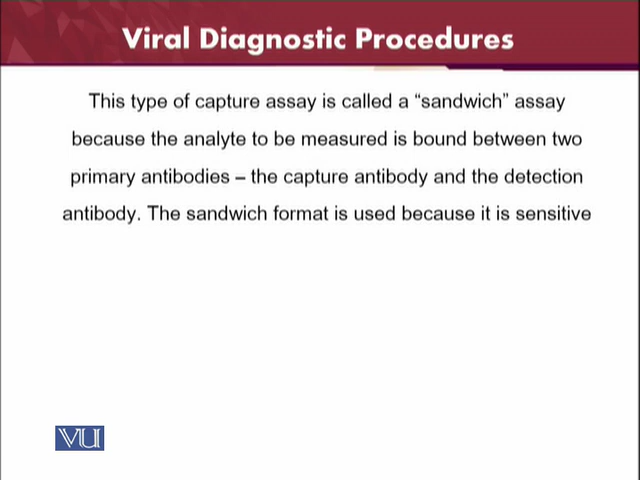 Viral Diagnostic Procedures
This type of capture assay is called a “sandwich” assay
because the analyte to be measured is bound between two
primary antibodies – the capture antibody and the detection
antibody. The sandwich format is used because it is sensitive
VU